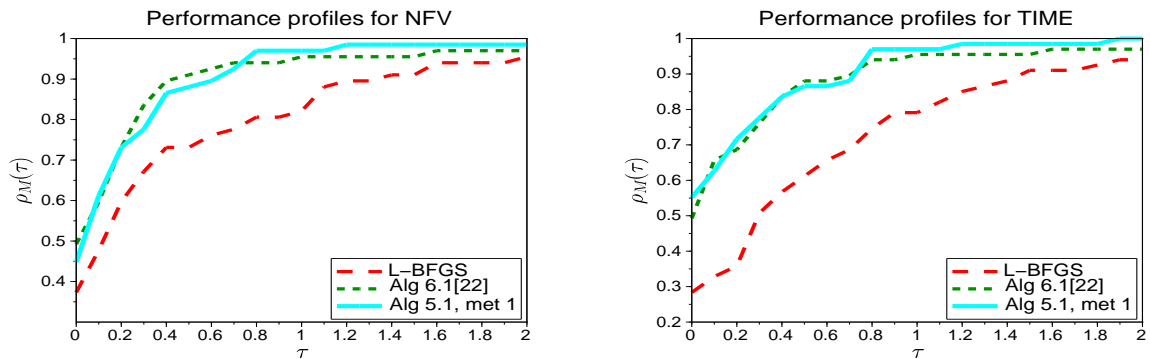 Performance profiles for NFV
1
0.9
0.8
0.7
0.6
0.5
0.4
ρM(τ)
0 0.2 0.4 0.6 0.8 1 1.2 1.4 1.6 1.8 2
τ
L−BFGS
Alg 6.1[22]
Alg 5.1, met 1
Performance profiles for TIME
1
0.9
0.8
0.7
0.6
0.5
0.4
0.3
0.2
ρM(τ)
0 0.2 0.4 0.6 0.8 1 1.2 1.4 1.6 1.8 2
τ
L−BFGS
Alg 6.1[22]
Alg 5.1, met 1